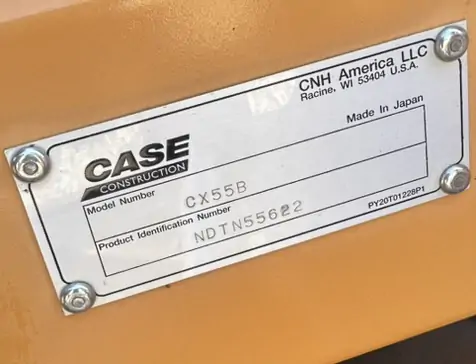 CNH America LLC
Racine, WI 53404 U.S.A.
CASE
CONSTRUCTION
Made In Japan
Model Number
CX55B
Product Identification Number
NDTN55622
PY20T01228P1